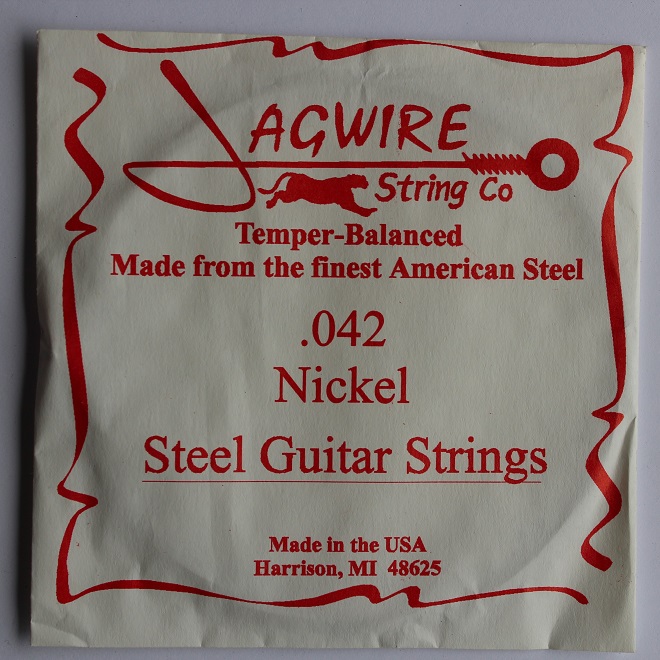 JAGWIRE
String Co
Temper-Balanced
Made from the finest American Steel
.042
Nickel
Steel Guitar Strings
Made in the USA
Harrison, MI 48625